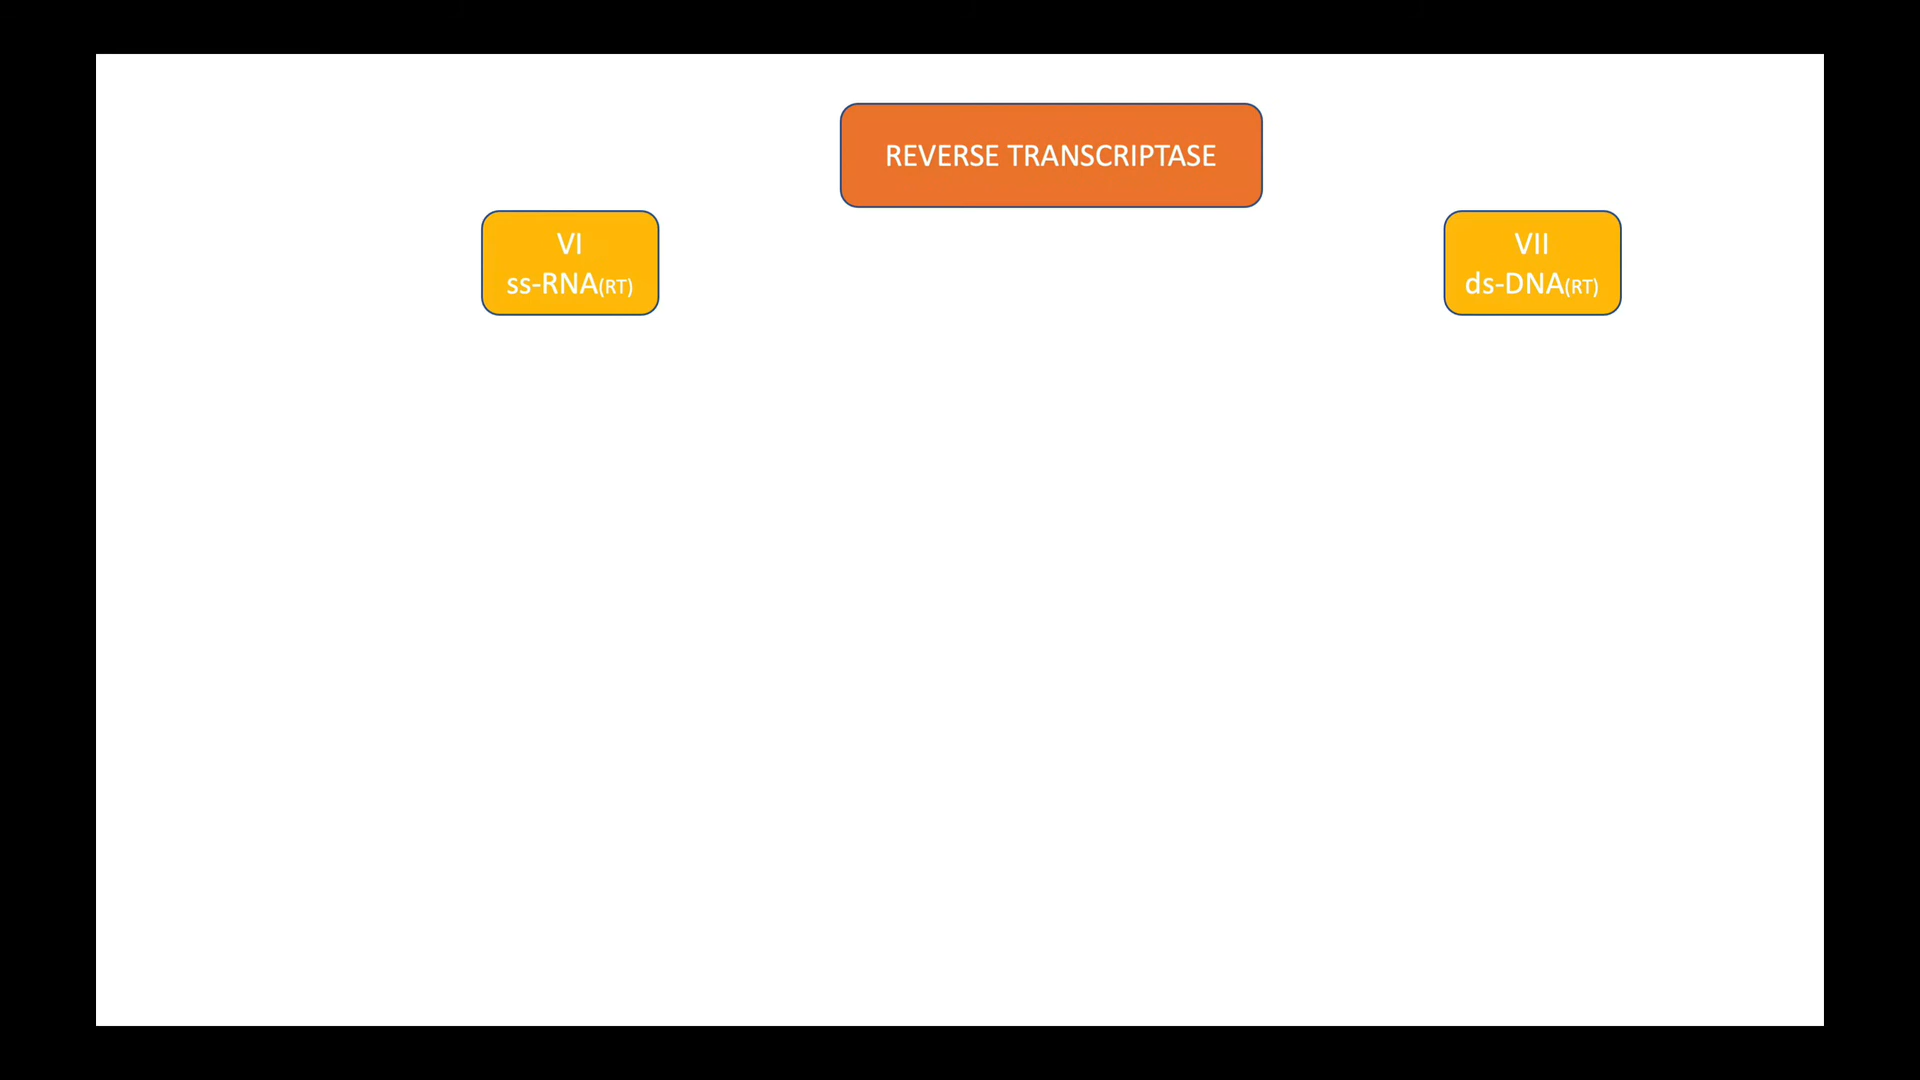 REVERSE TRANSCRIPTASE
VI
ss-RNA(RT)
VII
ds-DNA(RT)